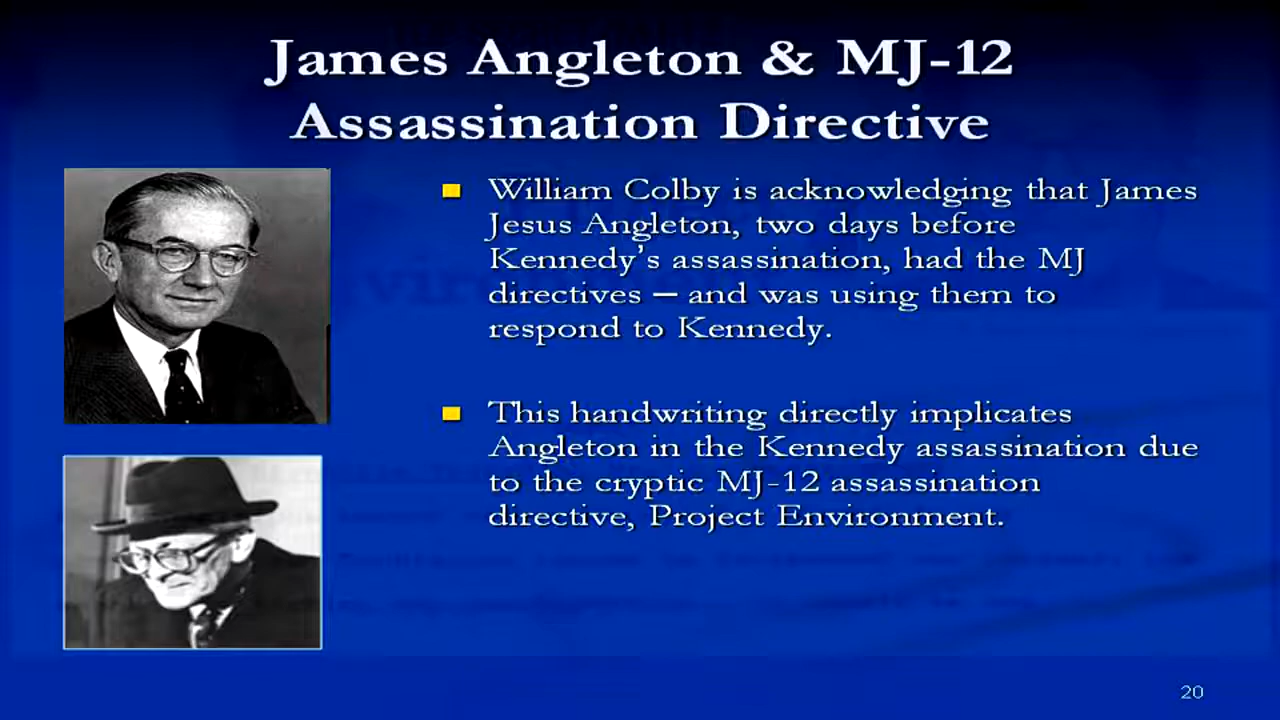 James Angleton & MJ-12
Assassination Directive
William Colby is acknowledging that James
Jesus Angleton, two days before
Kennedy's assassination, had the MJ
directives – and was using them to
respond to Kennedy.
This handwriting directly implicates
Angleton in the Kennedy assassination due
to the cryptic MJ-12 assassination
directive, Project Environment.
20